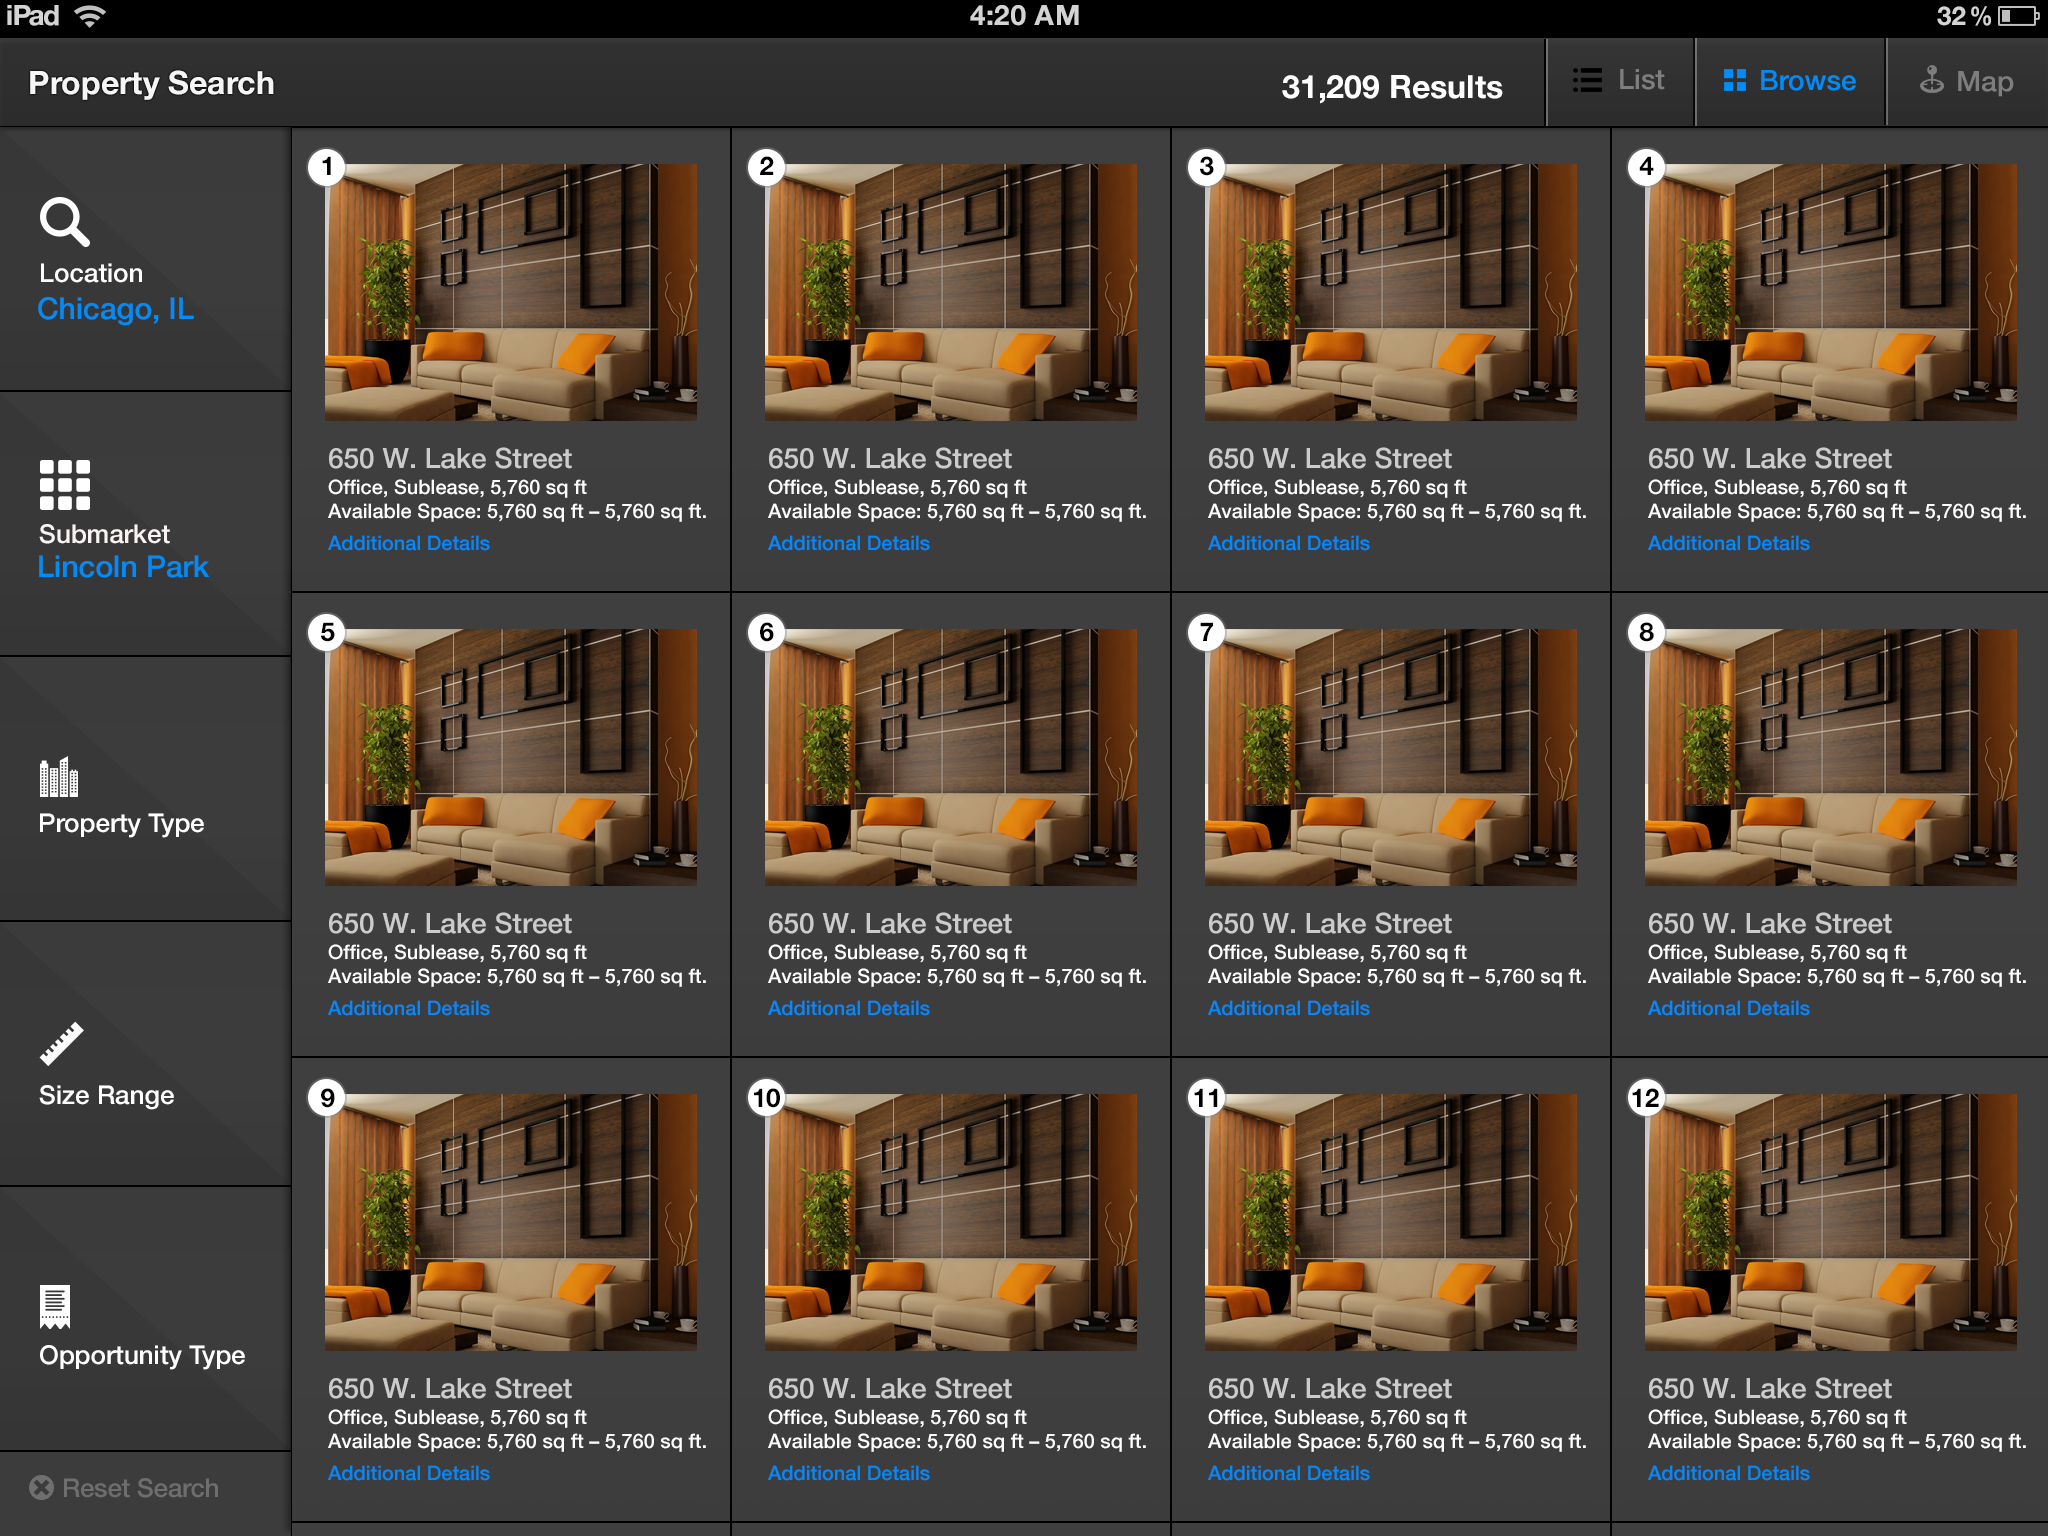 iPad 4:20 AM 32 %
Property Search 31,209 Results List Browse Map
Location
Chicago, IL
Submarket
Lincoln Park
Property Type
Size Range
Opportunity Type
Reset Search
1 2 3 4
650 W. Lake Street 650 W. Lake Street 650 W. Lake Street 650 W. Lake Street
Office, Sublease, 5,760 sq ft Office, Sublease, 5,760 sq ft Office, Sublease, 5,760 sq ft Office, Sublease, 5,760 sq ft
Available Space: 5,760 sq ft – 5,760 sq ft. Available Space: 5,760 sq ft – 5,760 sq ft. Available Space: 5,760 sq ft – 5,760 sq ft. Available Space: 5,760 sq ft – 5,760 sq ft.
Additional Details Additional Details Additional Details Additional Details
5 6 7 8
650 W. Lake Street 650 W. Lake Street 650 W. Lake Street 650 W. Lake Street
Office, Sublease, 5,760 sq ft Office, Sublease, 5,760 sq ft Office, Sublease, 5,760 sq ft Office, Sublease, 5,760 sq ft
Available Space: 5,760 sq ft – 5,760 sq ft. Available Space: 5,760 sq ft – 5,760 sq ft. Available Space: 5,760 sq ft – 5,760 sq ft. Available Space: 5,760 sq ft – 5,760 sq ft.
Additional Details Additional Details Additional Details Additional Details
9 10 11 12
650 W. Lake Street 650 W. Lake Street 650 W. Lake Street 650 W. Lake Street
Office, Sublease, 5,760 sq ft Office, Sublease, 5,760 sq ft Office, Sublease, 5,760 sq ft Office, Sublease, 5,760 sq ft
Available Space: 5,760 sq ft – 5,760 sq ft. Available Space: 5,760 sq ft – 5,760 sq ft. Available Space: 5,760 sq ft – 5,760 sq ft. Available Space: 5,760 sq ft – 5,760 sq ft.
Additional Details Additional Details Additional Details Additional Details